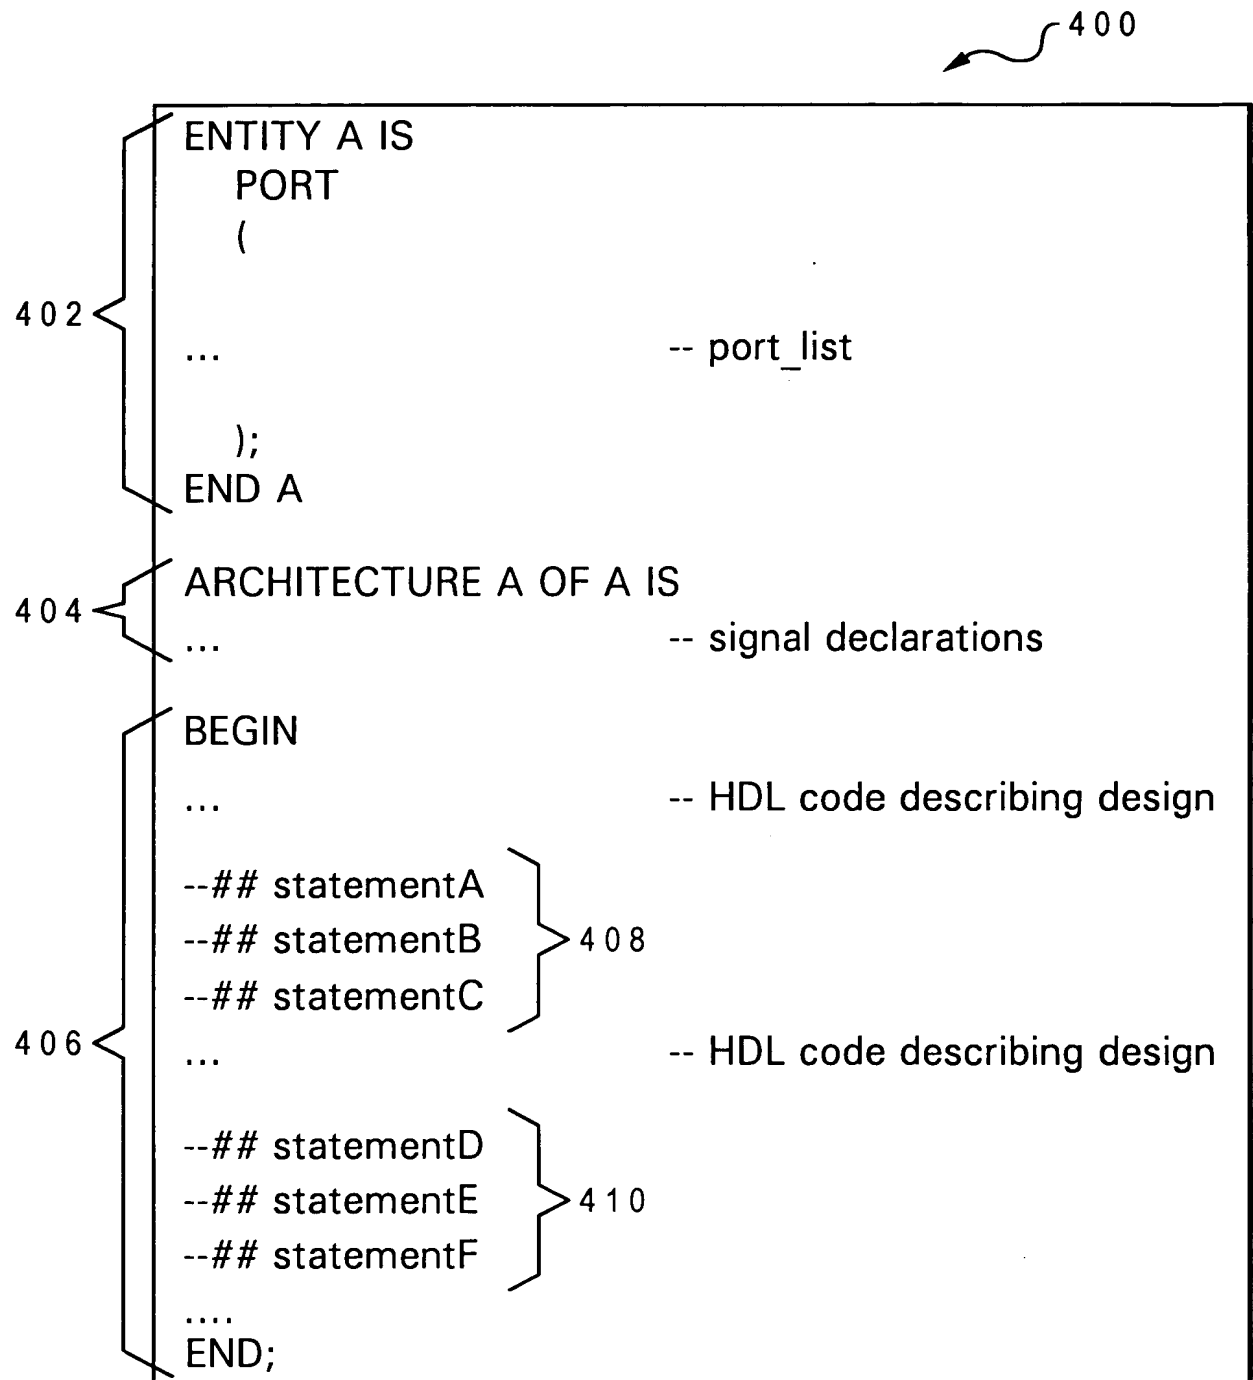 400
ENTITY A IS
PORT
(
402
... -- port_list
);
END A
ARCHITECTURE A OF A IS
404
... -- signal declarations
BEGIN
... -- HDL code describing design
--## statementA
--## statementB 408
--## statementC
406
... -- HDL code describing design
--## statementD
--## statementE 410
--## statementF
....
END;